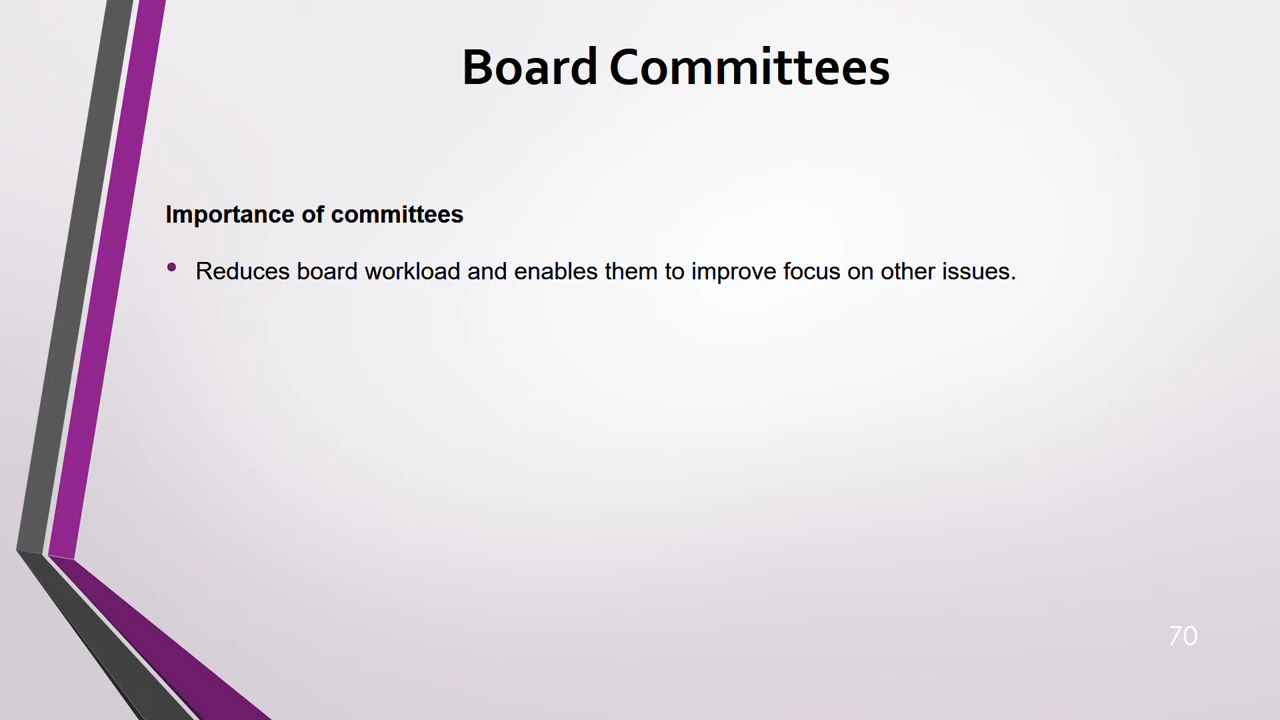 Board Committees
Importance of committees
• Reduces board workload and enables them to improve focus on other issues.
70